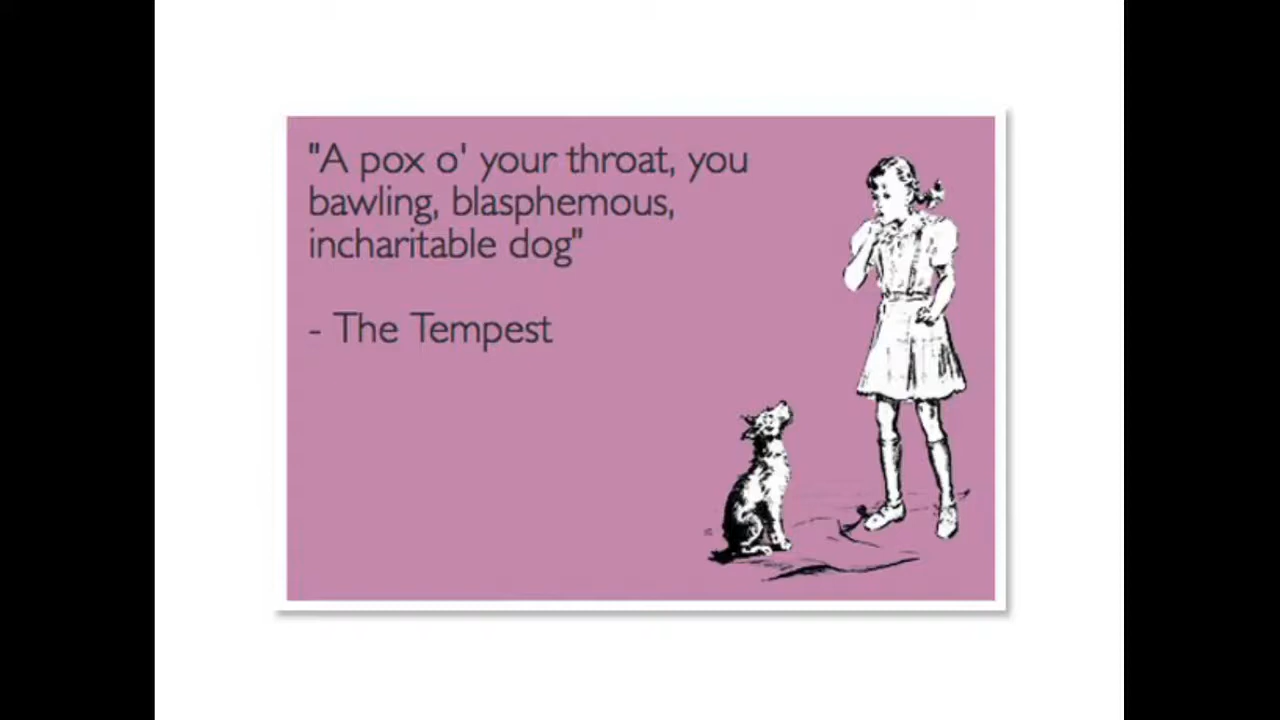 "A pox o' your throat, you
bawling, blasphemous,
incharitable dog"
- The Tempest